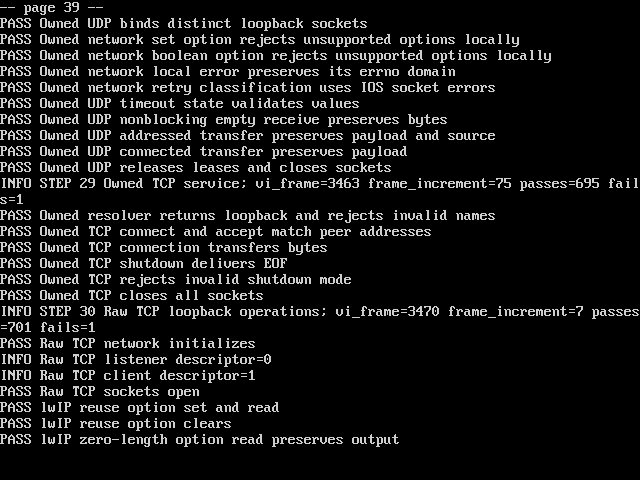 -- page 39 --
PASS Owned UDP binds distinct loopback sockets
PASS Owned network set option rejects unsupported options locally
PASS Owned network boolean option rejects unsupported options locally
PASS Owned network local error preserves its errno domain
PASS Owned network retry classification uses IOS socket errors
PASS Owned UDP timeout state validates values
PASS Owned UDP nonblocking empty receive preserves bytes
PASS Owned UDP addressed transfer preserves payload and source
PASS Owned UDP connected transfer preserves payload
PASS Owned UDP releases leases and closes sockets
INFO STEP 29 Owned TCP service; vi_frame=3463 frame_increment=75 passes=695 fail
s=1
PASS Owned resolver returns loopback and rejects invalid names
PASS Owned TCP connect and accept match peer addresses
PASS Owned TCP connection transfers bytes
PASS Owned TCP shutdown delivers EOF
PASS Owned TCP rejects invalid shutdown mode
PASS Owned TCP closes all sockets
INFO STEP 30 Raw TCP loopback operations; vi_frame=3470 frame_increment=7 passes
=701 fails=1
PASS Raw TCP network initializes
INFO Raw TCP listener descriptor=0
INFO Raw TCP client descriptor=1
PASS Raw TCP sockets open
PASS lwIP reuse option set and read
PASS lwIP reuse option clears
PASS lwIP zero-length option read preserves output